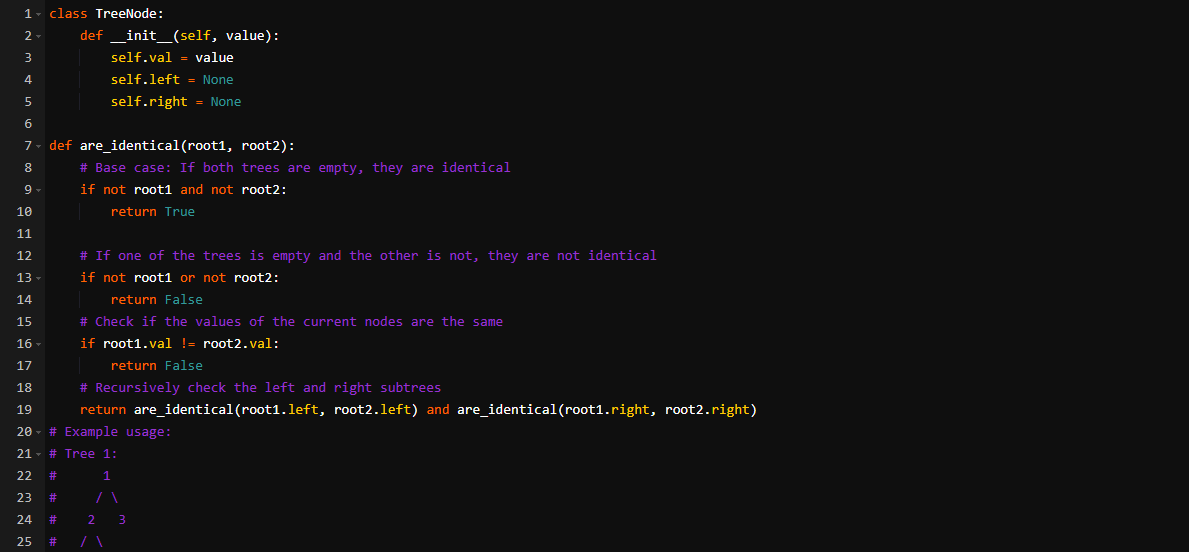 1 class TreeNode:
2     def __init__(self, value):
3         self.val = value
4         self.left = None
5         self.right = None
6
7 def are_identical(root1, root2):
8     # Base case: If both trees are empty, they are identical
9     if not root1 and not root2:
10         return True
11
12     # If one of the trees is empty and the other is not, they are not identical
13     if not root1 or not root2:
14         return False
15     # Check if the values of the current nodes are the same
16     if root1.val != root2.val:
17         return False
18     # Recursively check the left and right subtrees
19     return are_identical(root1.left, root2.left) and are_identical(root1.right, root2.right)
20 # Example usage:
21 # Tree 1:
22 #      1
23 #     / \
24 #    2   3
25 #   / \